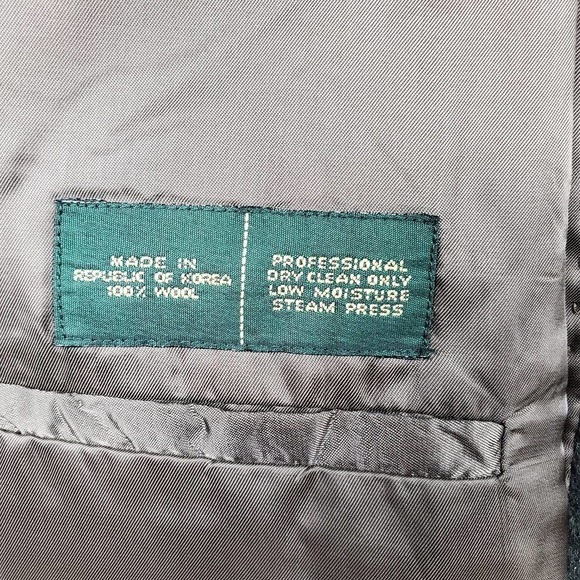 MADE IN
REPUBLIC OF KOREA
100% WOOL
PROFESSIONAL
DRY CLEAN ONLY
LOW MOISTURE
STEAM PRESS